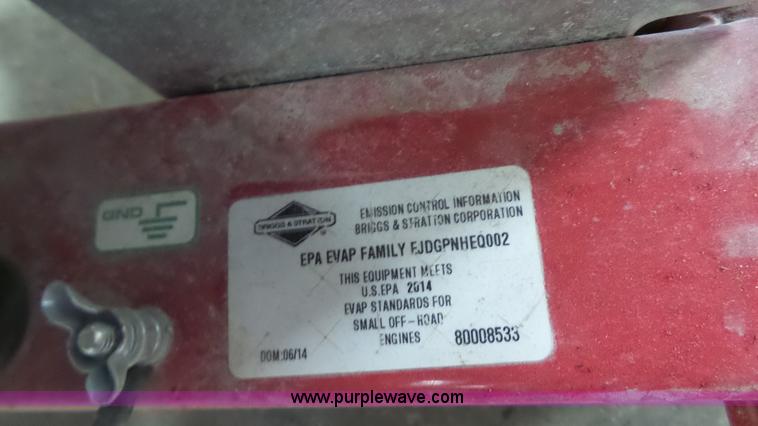 GND
BRIGGS & STRATTON
®
EMISSION CONTROL INFORMATION
BRIGGS & STRATTON CORPORATION
EPA EVAP FAMILY FJDGPNHEQ002
THIS EQUIPMENT MEETS
U.S.EPA 2014
EVAP STANDARDS FOR
SMALL OFF-ROAD
ENGINES
80008533
DOM:06/14
www.purplewave.com